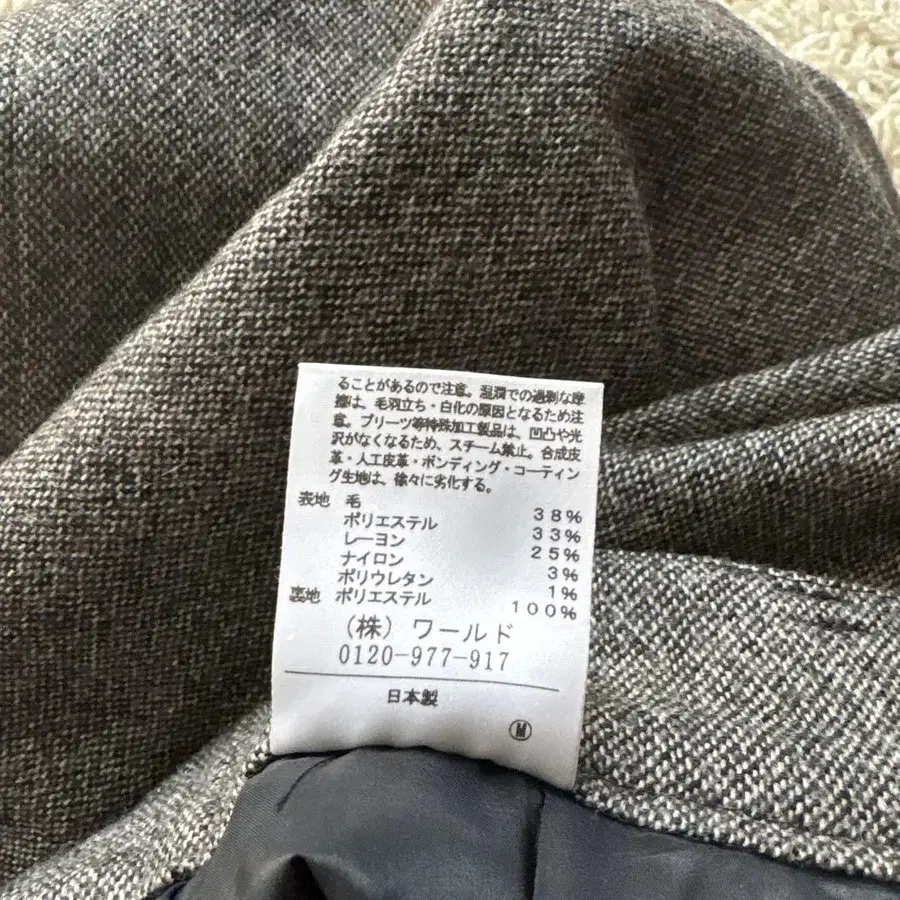 ることがあるので注意。湿潤での過剰な摩
擦は、毛羽立ち・白化の原因となるため注
意。プリーツ等特殊加工製品は、凹凸や光
沢がなくなるため、スチーム禁止。合成皮
革・人工皮革・ボンディング・コーティン
グ生地は、徐々に劣化する。
表地 毛 38%
ポリエステル 33%
レーヨン 25%
ナイロン 3%
ポリウレタン 1%
裏地 ポリエステル 100%
(株) ワールド
0120-977-917
日本製
Ⓜ